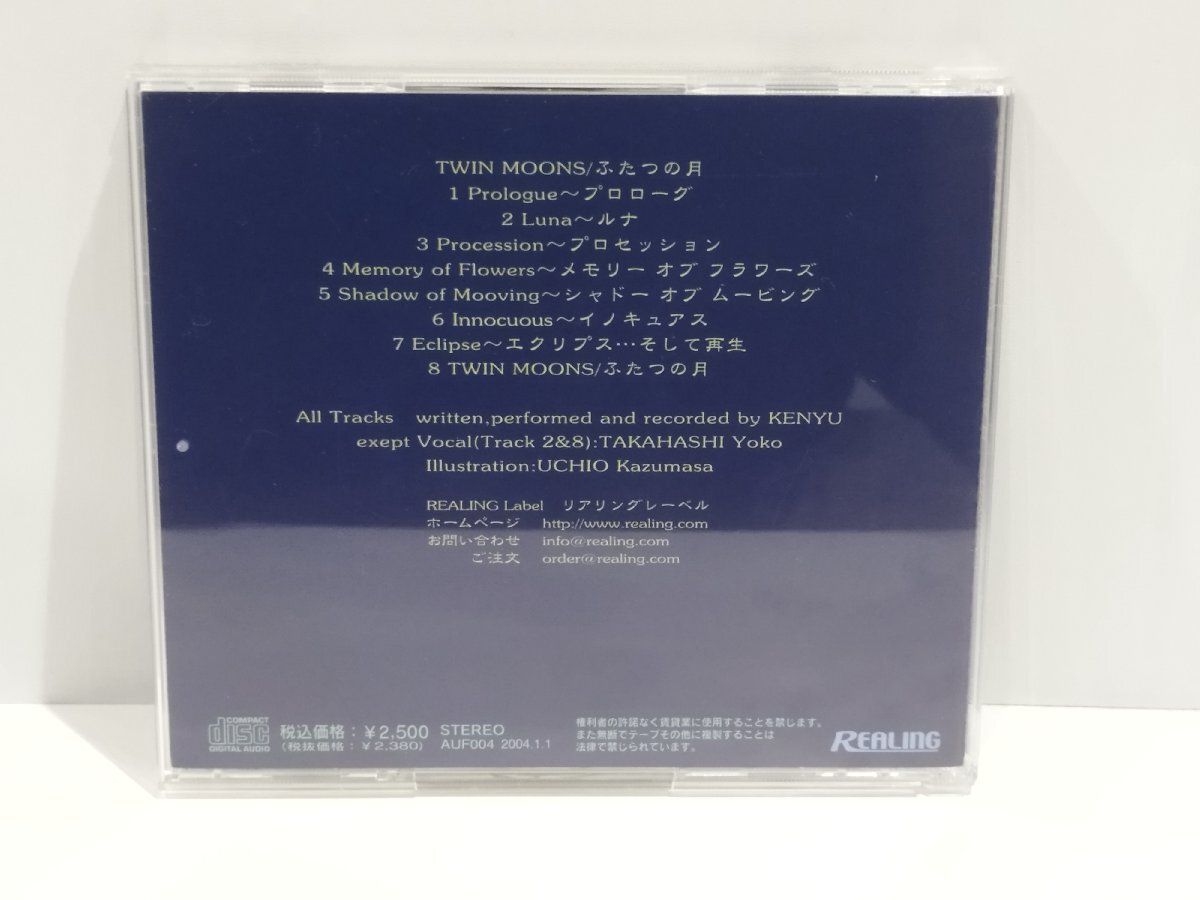 TWIN MOONS/ふたつの月
1 Prologue〜プロローグ
2 Luna〜ルナ
3 Procession〜プロセッション
4 Memory of Flowers〜メモリー オブ フラワーズ
5 Shadow of Mooving〜シャドー オブ ムービング
6 Innocuous〜イノキュアス
7 Eclipse〜エクリプス…そして再生
8 TWIN MOONS/ふたつの月
All Tracks　written,performed and recorded by KENYU
exept Vocal(Track 2&8):TAKAHASHI Yoko
Illustration:UCHIO Kazumasa
REALING Label　リアリングレーベル
ホームページ　http://www.realing.com
お問い合わせ　info@realing.com
ご注文　order@realing.com
COMPACT
disc
DIGITAL AUDIO
税込価格：¥2,500　STEREO
(税抜価格：¥2,380)　AUF004 2004.1.1
権利者の許諾なく賃貸業に使用することを禁じます。
また無断でテープその他に複製することは
法律で禁じられています。
REALING